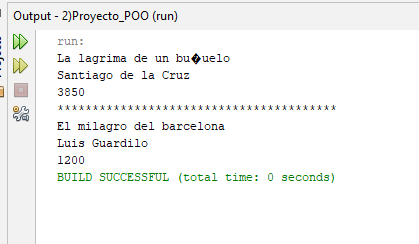 Output - 2)Proyecto_POO (run)
run:
La lagrima de un bu�uelo
Santiago de la Cruz
3850
****************************************
El milagro del barcelona
Luis Guardilo
1200
BUILD SUCCESSFUL (total time: 0 seconds)